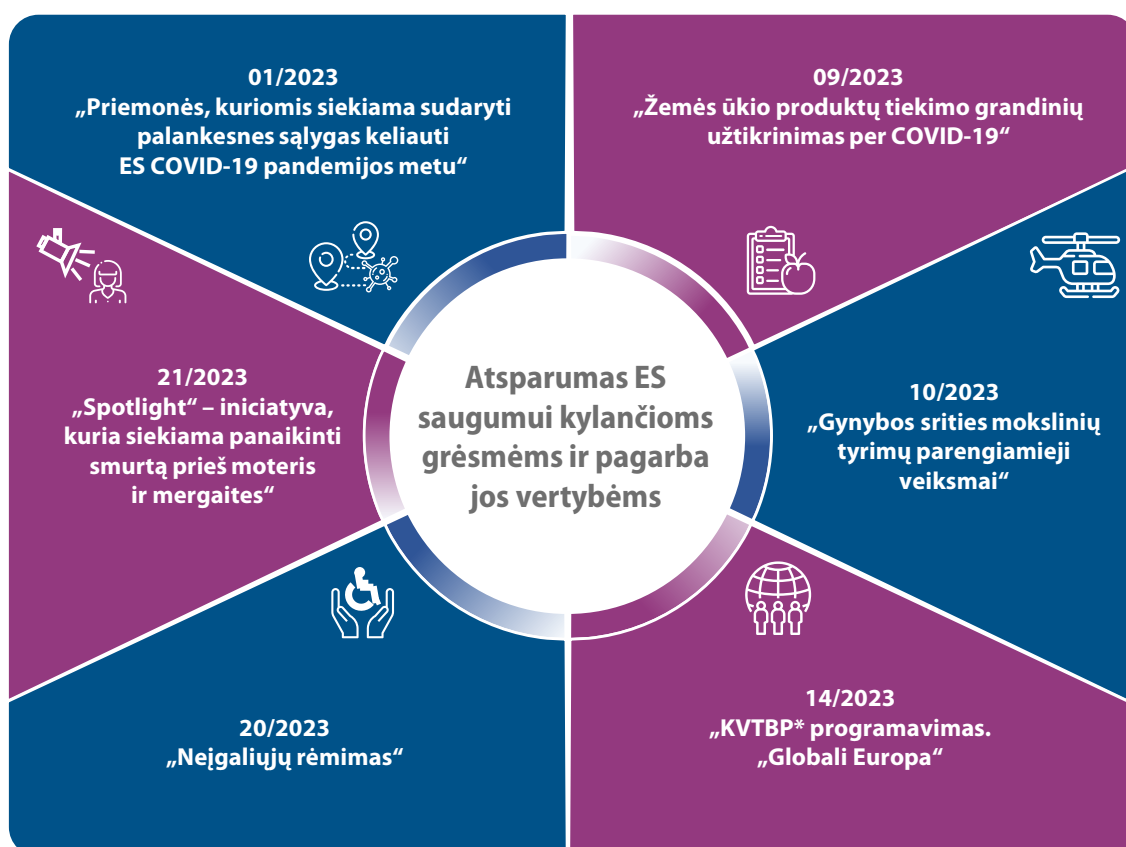 01/2023
„Priemonės, kuriomis siekiama sudaryti
palankesnes sąlygas keliauti
ES COVID-19 pandemijos metu“
09/2023
„Žemės ūkio produktų tiekimo grandinių
užtikrinimas per COVID-19“
21/2023
„Spotlight“ – iniciatyva,
kuria siekiama panaikinti
smurtą prieš moteris
ir mergaites“
Atsparumas ES
saugumui kylančioms
grėsmėms ir pagarba
jos vertybėms
10/2023
„Gynybos srities mokslinių
tyrimų parengiamieji
veiksmai“
20/2023
„Neįgaliųjų rėmimas“
14/2023
„KVTBP* programavimas.
„Globali Europa“